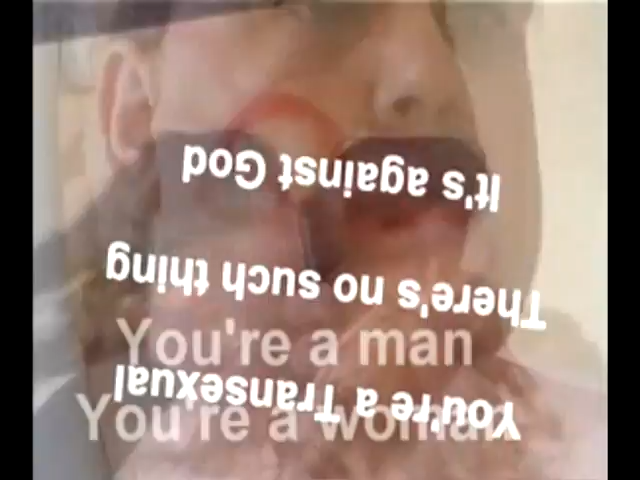 It's against God
There's no such thing
You're a man
You're a Transexual
You're a woman